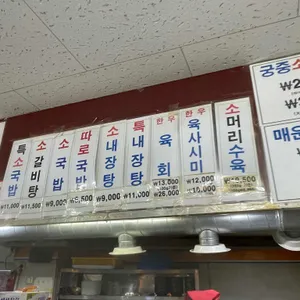 특소국밥
₩11,000
소갈비탕
₩11,500
소국밥
₩9,000
따로국밥
₩9,500
소내장탕
₩9,000
특내장탕
₩11,000
한우
육회
₩13,000
₩26,000
한우
육사시미
₩12,000
소머리수육
궁중소
매운
₩